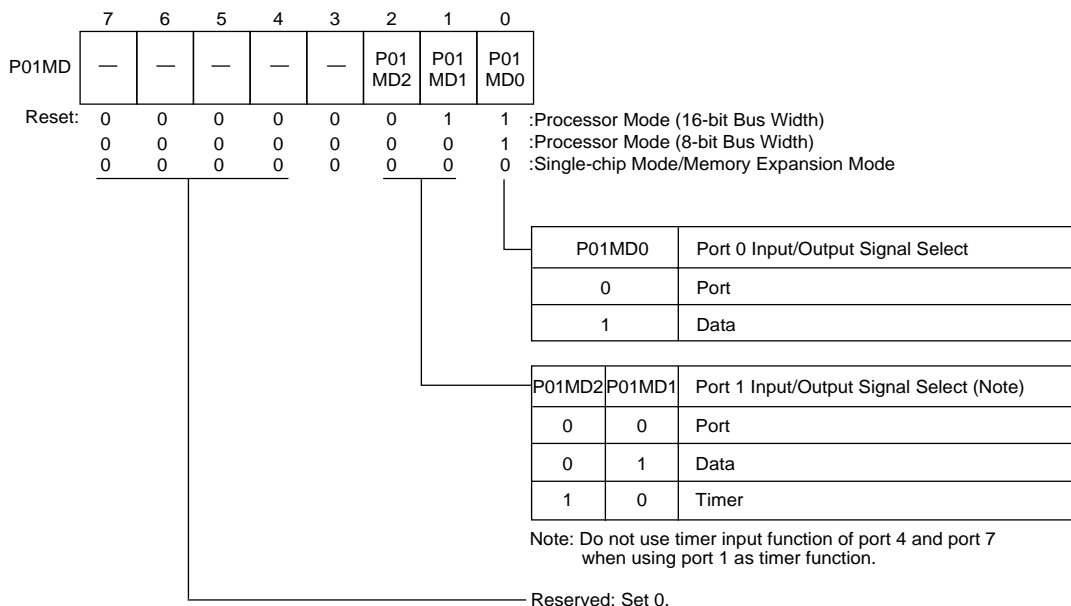 7 6 5 4 3 2 1 0
P01MD — — — — — P01 MD2 P01 MD1 P01 MD0
Reset: 0 0 0 0 0 0 1 1 :Processor Mode (16-bit Bus Width)
0 0 0 0 0 0 0 1 :Processor Mode (8-bit Bus Width)
0 0 0 0 0 0 0 0 :Single-chip Mode/Memory Expansion Mode
P01MD0 Port 0 Input/Output Signal Select
0 Port
1 Data
P01MD2 P01MD1 Port 1 Input/Output Signal Select (Note)
0 0 Port
0 1 Data
1 0 Timer
Note: Do not use timer input function of port 4 and port 7
when using port 1 as timer function.
Reserved: Set 0.